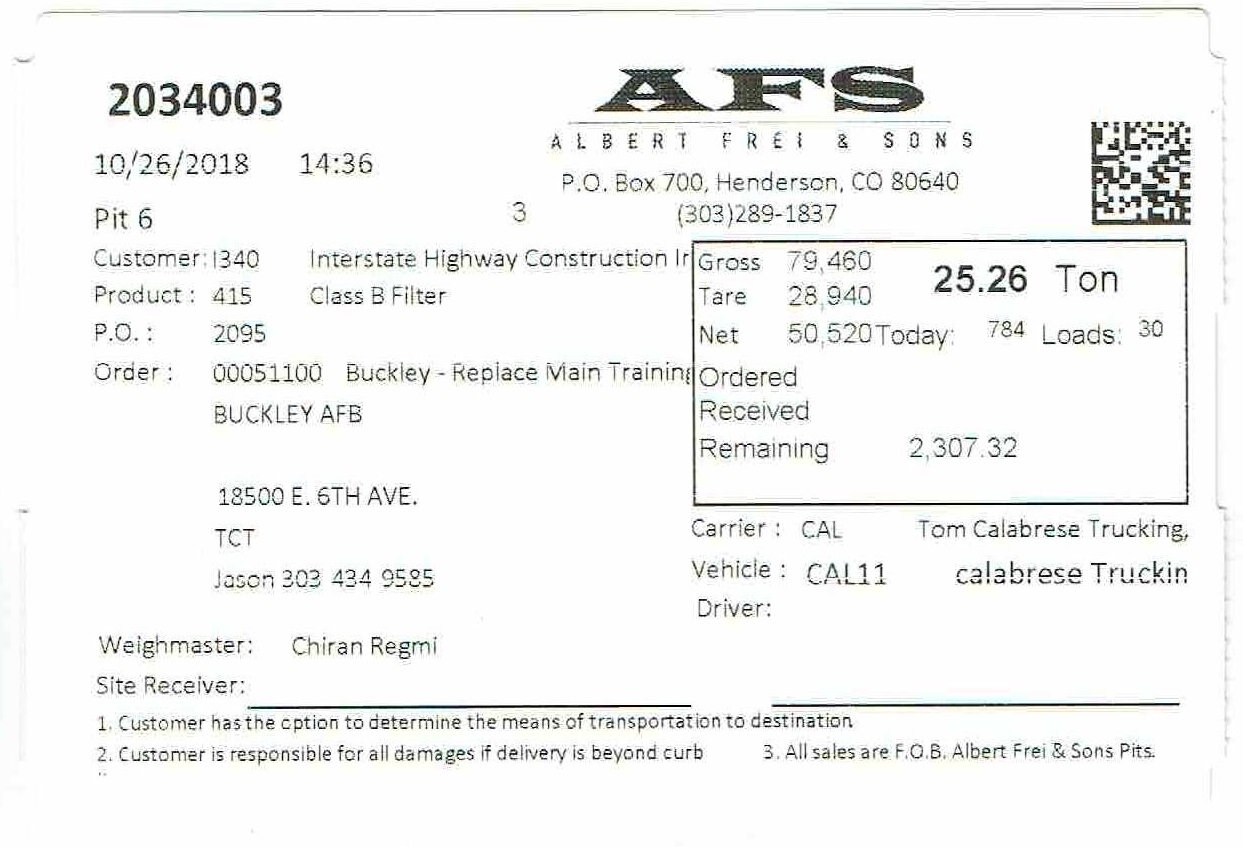 2034003
AFS
ALBERT FREI & SONS
10/26/2018 14:36
P.O. Box 700, Henderson, CO 80640
Pit 6 3 (303)289-1837
Customer: I340 Interstate Highway Construction Ir
Product : 415 Class B Filter
P.O. : 2095
Order : 00051100 Buckley - Replace Main Training
BUCKLEY AFB
18500 E. 6TH AVE.
TCT
Jason 303 434 9585
Gross 79,460 25.26 Ton
Tare 28,940
Net 50,520 Today: 784 Loads: 30
Ordered
Received
Remaining 2,307.32
Carrier : CAL Tom Calabrese Trucking,
Vehicle : CAL11 calabrese Truckin
Driver:
Weighmaster: Chiran Regmi
Site Receiver:
1. Customer has the option to determine the means of transportation to destination
2. Customer is responsible for all damages if delivery is beyond curb 3. All sales are F.O.B. Albert Frei & Sons Pits.